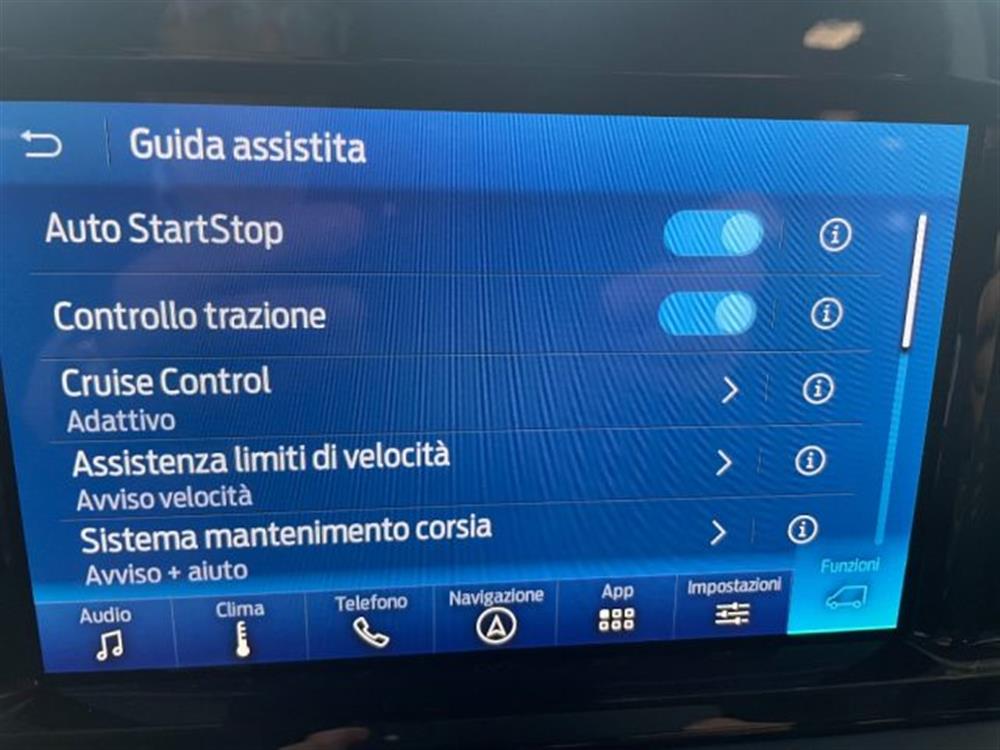 Guida assistita
Auto StartStop
Controllo trazione
Cruise Control
Adattivo
Assistenza limiti di velocità
Avviso velocità
Sistema mantenimento corsia
Avviso + aiuto
Audio
Clima
Telefono
Navigazione
App
Impostazioni
Funzioni